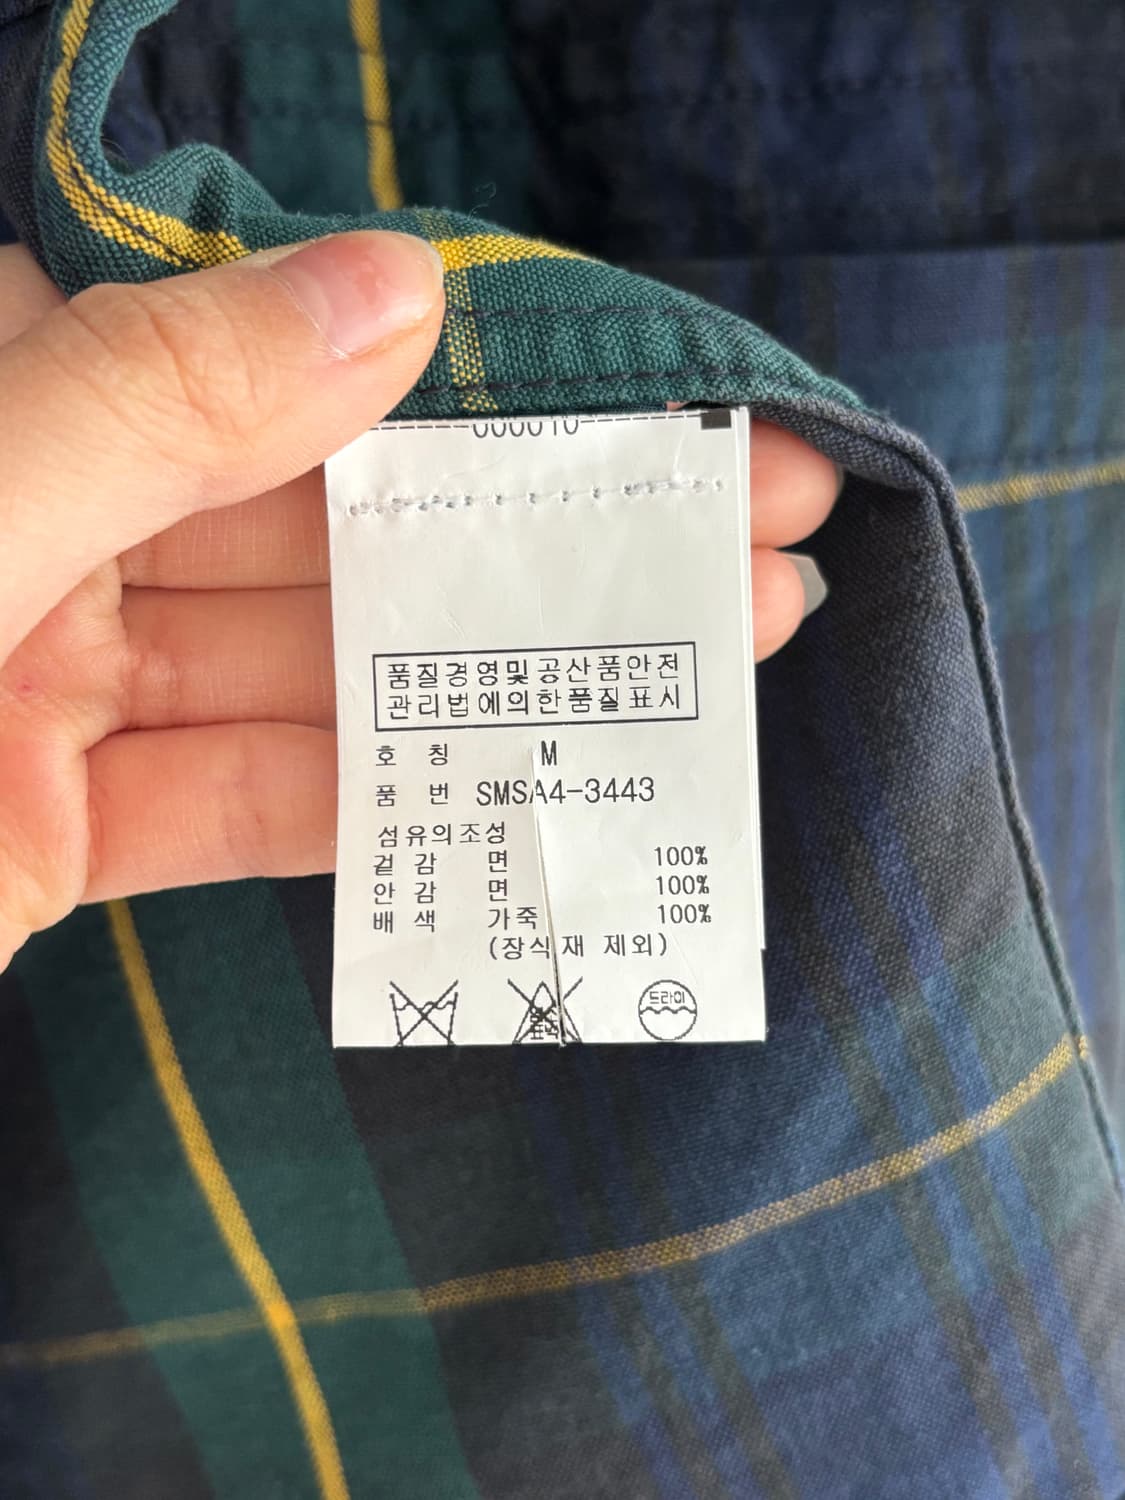 000010
품질경영및공산품안전
관리법에의한품질표시
호 칭 M
품 번 SMSA4-3443
섬유의조성
겉 감 면 100%
안 감 면 100%
배 색 가죽 100%
(장식재 제외)
드라이